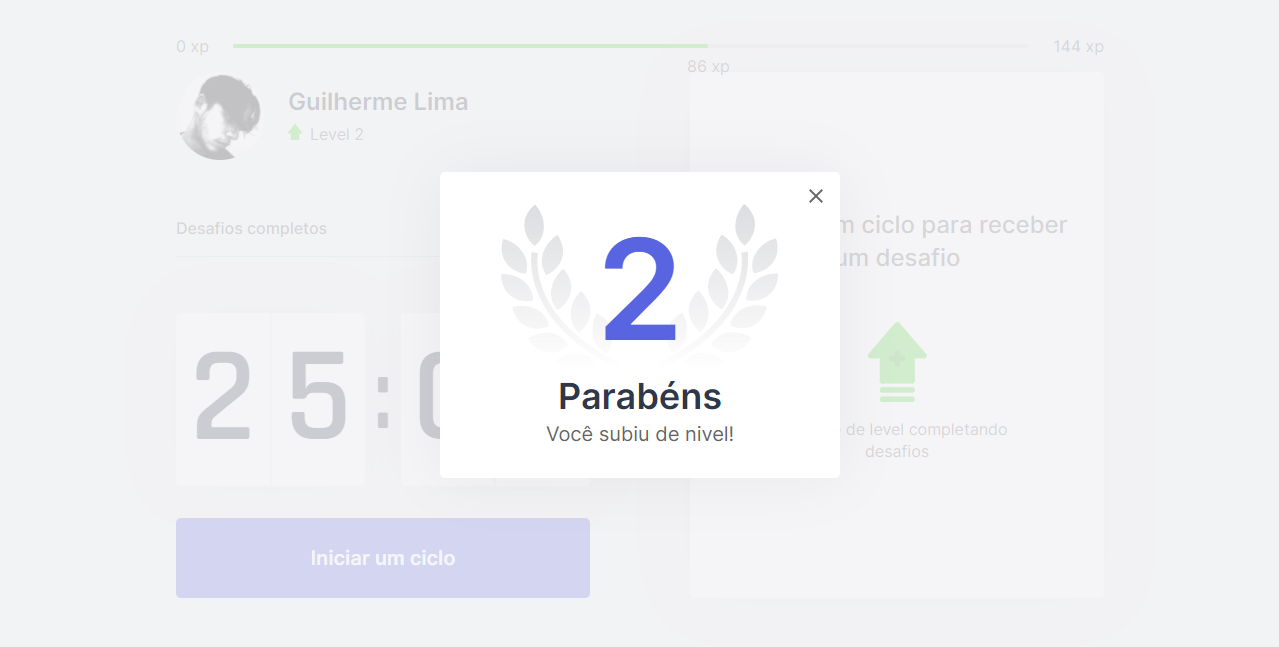 0 xp
144 xp
86 xp
Guilherme Lima
Level 2
Desafios completos
25:
2
Parabéns
Você subiu de nivel!
ciclo para receber
um desafio
de level completando
desafios
Iniciar um ciclo